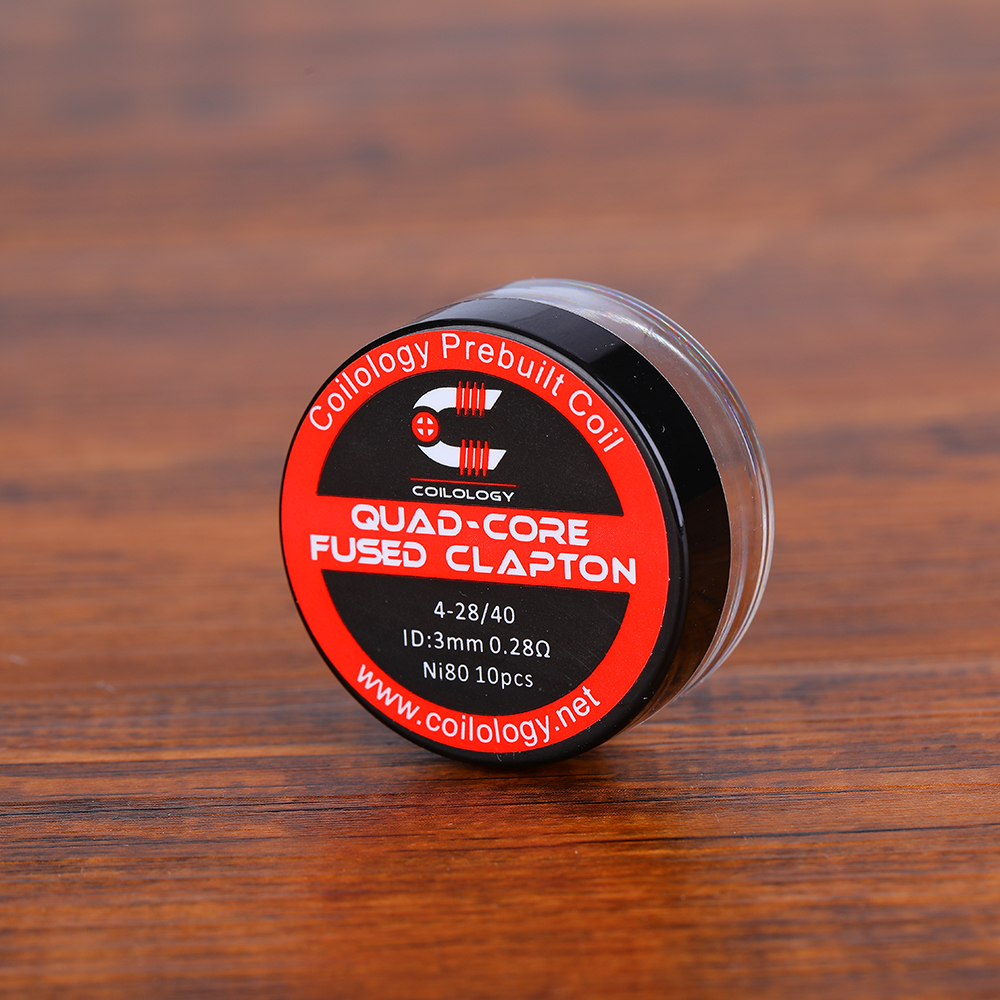 Coilology Prebuilt Coil
COILOLOGY
QUAD-CORE
FUSED CLAPTON
4-28/40
ID:3mm 0.28Ω
Ni80 10pcs
www.coilology.net